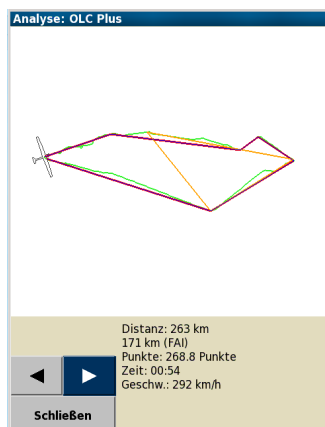 Analyse: OLC Plus
Distanz: 263 km
171 km (FAI)
Punkte: 268.8 Punkte
Zeit: 00:54
Geschw.: 292 km/h
Schließen